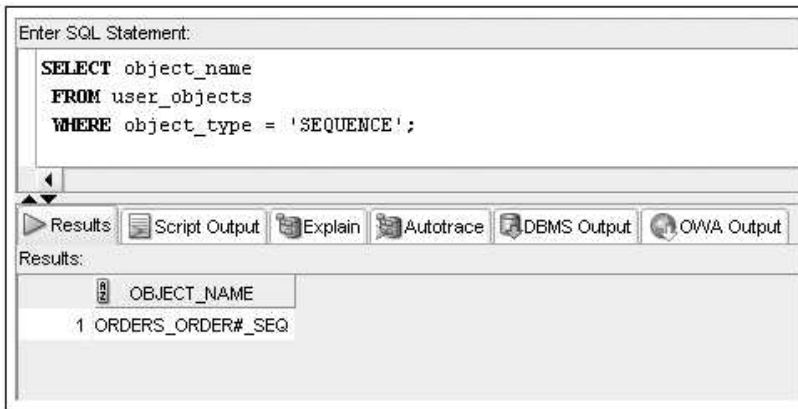 Enter SQL Statement:
SELECT object_name
FROM user_objects
WHERE object_type = 'SEQUENCE';
Results Script Output Explain Autotrace DBMS Output OWA Output
Results:
OBJECT_NAME
1 ORDERS_ORDER#_SEQ